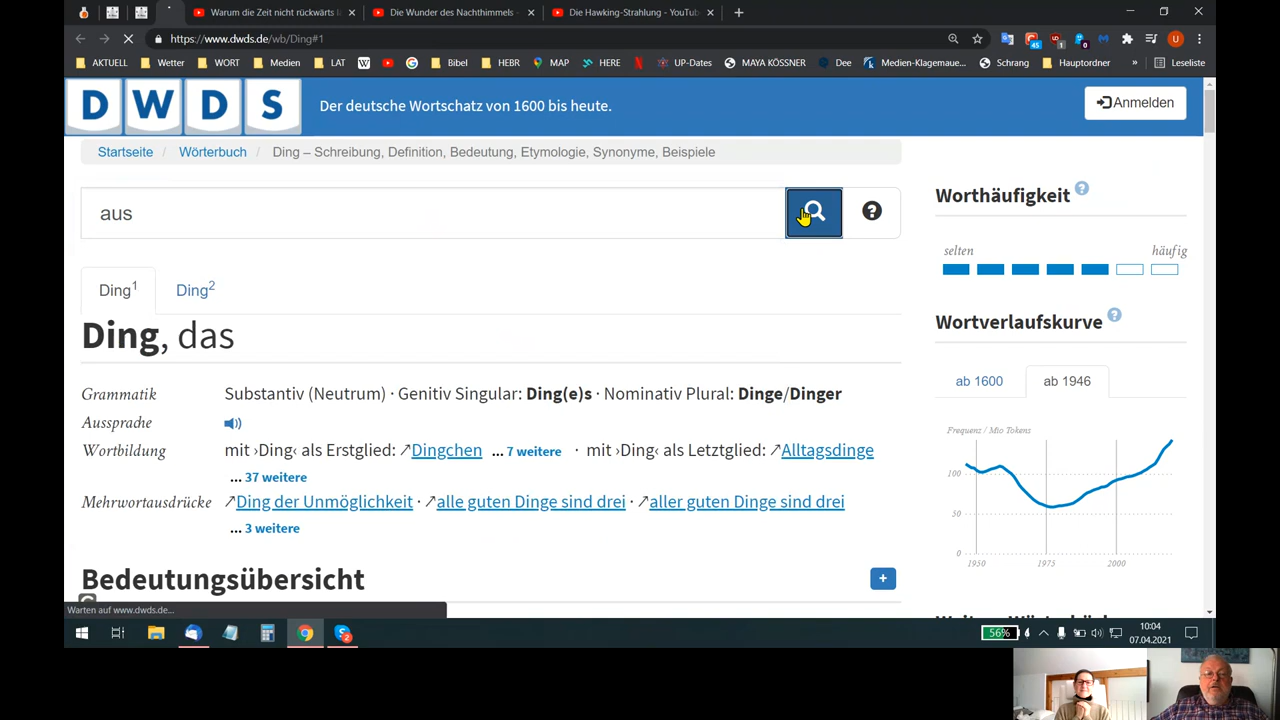 Warum die Zeit nicht rückwärts l
Die Wunder des Nachthimmels -
Die Hawking-Strahlung - YouTub
https://www.dwds.de/wb/Ding#1
AKTUELL
Wetter
WORT
Medien
LAT
Bibel
HEBR
MAP
HERE
UP-Dates
MAYA KÖSSNER
Dee
Medien-Klagemaue...
Schrang
Hauptordner
»
Leseliste
D W D S
Der deutsche Wortschatz von 1600 bis heute.
Anmelden
Startseite / Wörterbuch / Ding – Schreibung, Definition, Bedeutung, Etymologie, Synonyme, Beispiele
aus
Ding¹ Ding²
Ding, das
Grammatik Substantiv (Neutrum) · Genitiv Singular: Ding(e)s · Nominativ Plural: Dinge/Dinger
Aussprache
Wortbildung mit ›Ding‹ als Erstglied: ↗Dingchen ... 7 weitere · mit ›Ding‹ als Letztglied: ↗Alltagsdinge
... 37 weitere
Mehrwortausdrücke ↗Ding der Unmöglichkeit · ↗alle guten Dinge sind drei · ↗aller guten Dinge sind drei
... 3 weitere
Bedeutungsübersicht +
Worthäufigkeit ?
selten häufig
Wortverlaufskurve ?
ab 1600 ab 1946
Frequenz / Mio Tokens
100
50
0
1950 1975 2000
Warten auf www.dwds.de...
56%
10:04
07.04.2021